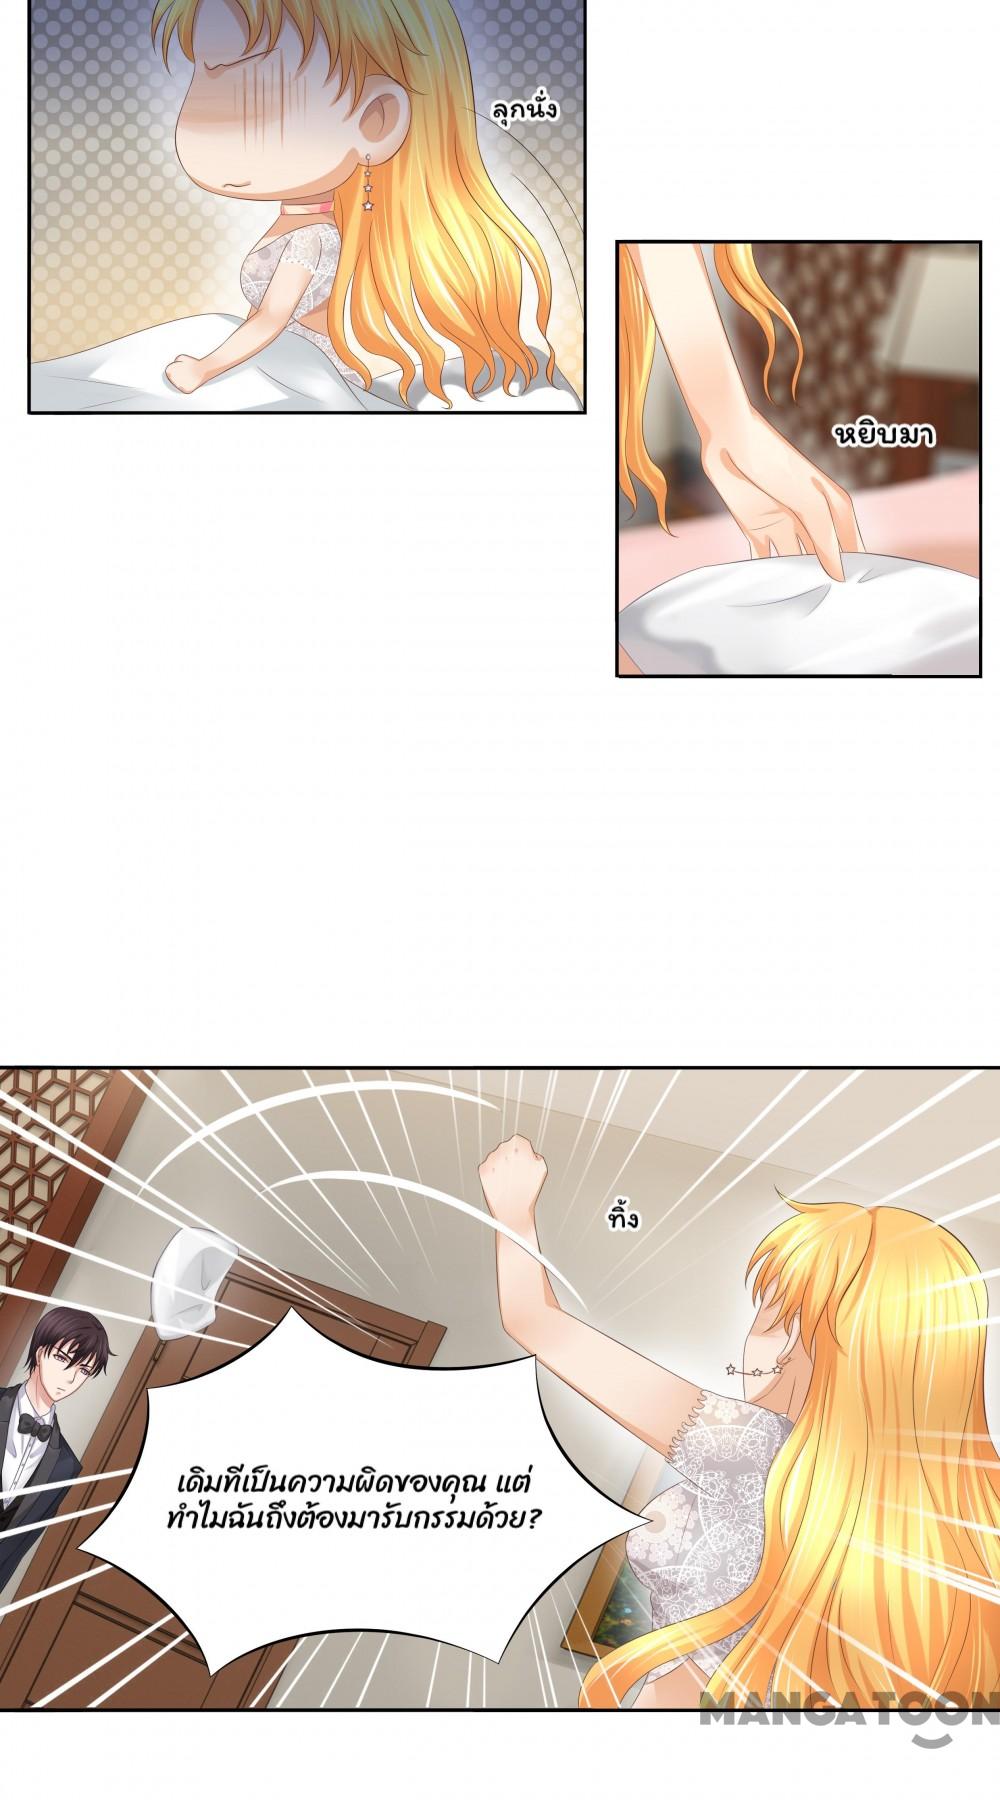 ลุกนั่ง
หยิบมา
ทิ้ง
เดิมทีเป็นความผิดของคุณ แต่
ทำไมฉันถึงต้องมารับกรรมด้วย?
MANGATOON